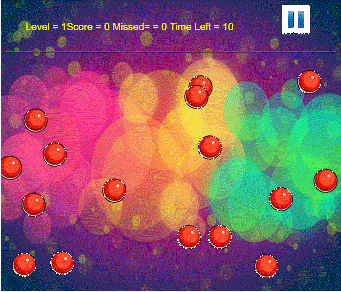 Level = 1Score = 0 Missed= = 0 Time Left = 10